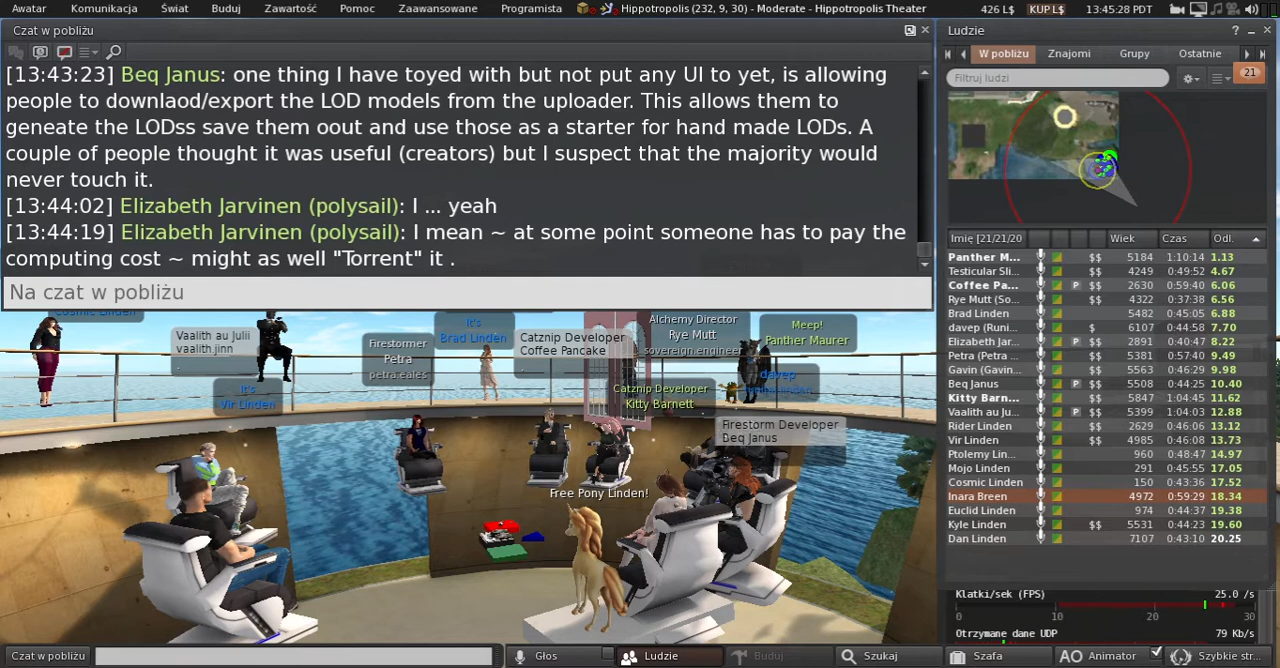 Awatar Komunikacja Świat Buduj Zawartość Pomoc Zaawansowane Programista Hippotropolis (232, 9, 30) - Moderate - Hippotropolis Theater 426 L$ KUP L$ 13:45:28 PDT
Czat w pobliżu
[13:43:23] Beq Janus: one thing I have toyed with but not put any UI to yet, is allowing
people to downlaod/export the LOD models from the uploader. This allows them to
geneate the LODss save them oout and use those as a starter for hand made LODs. A
couple of people thought it was useful (creators) but I suspect that the majority would
never touch it.
[13:44:02] Elizabeth Jarvinen (polysail): I ... yeah
[13:44:19] Elizabeth Jarvinen (polysail): I mean ~ at some point someone has to pay the
computing cost ~ might as well "Torrent" it .
Na czat w pobliżu
Cosmic Linden
Vaalith au Julii
vaalith.jinn
It's
Vir Linden
Firestormer
Petra
petra eales
It's
Brad Linden
Catznip Developer
Coffee Pancake
Alchemy Director
Rye Mutt
sovereign engineer
Meep!
Panther Maurer
davep
Catznip Developer
Kitty Barnett
Firestorm Developer
Beq Janus
Free Pony Linden!
Ludzie
W pobliżu Znajomi Grupy Ostatnie
Filtruj ludzi
21
Imię [21/21/20 Wiek Czas Odl.
Panther M... $$ 5184 1:10:14 1.13
Testicular Sli... $$ 4249 0:49:52 4.67
Coffee Pa... P $$ 2630 0:59:40 6.06
Rye Mutt (So... $$ 4322 0:37:38 6.56
Brad Linden 5482 0:45:05 6.88
davep (Runi... $ 6107 0:44:58 7.70
Elizabeth Jar... P $ 2891 0:40:47 8.22
Petra (Petra ... $$ 5381 0:57:40 9.49
Gavin (Gavin... $$ 5563 0:46:29 9.98
Beq Janus P $$ 5508 0:44:25 10.40
Kitty Barn... $$ 5847 1:04:45 11.62
Vaalith au Ju... P $$ 5399 1:04:03 12.88
Rider Linden $$ 2629 0:46:06 13.12
Vir Linden $$ 4985 0:46:08 13.73
Ptolemy Lin... 960 0:48:47 14.97
Mojo Linden 291 0:45:55 17.05
Cosmic Linden 150 0:43:36 17.52
Inara Breen 4972 0:59:29 18.34
Euclid Linden 974 0:44:37 19.38
Kyle Linden $$ 5531 0:44:23 19.60
Dan Linden 7107 0:43:10 20.25
Klatki/sek (FPS) 25.0 /s
0 10 20 30
Otrzymane dane UDP 79 Kb/s
Czat w pobliżu Głos Ludzie Buduj Szukaj Szafa AO Animator Szybkie str...